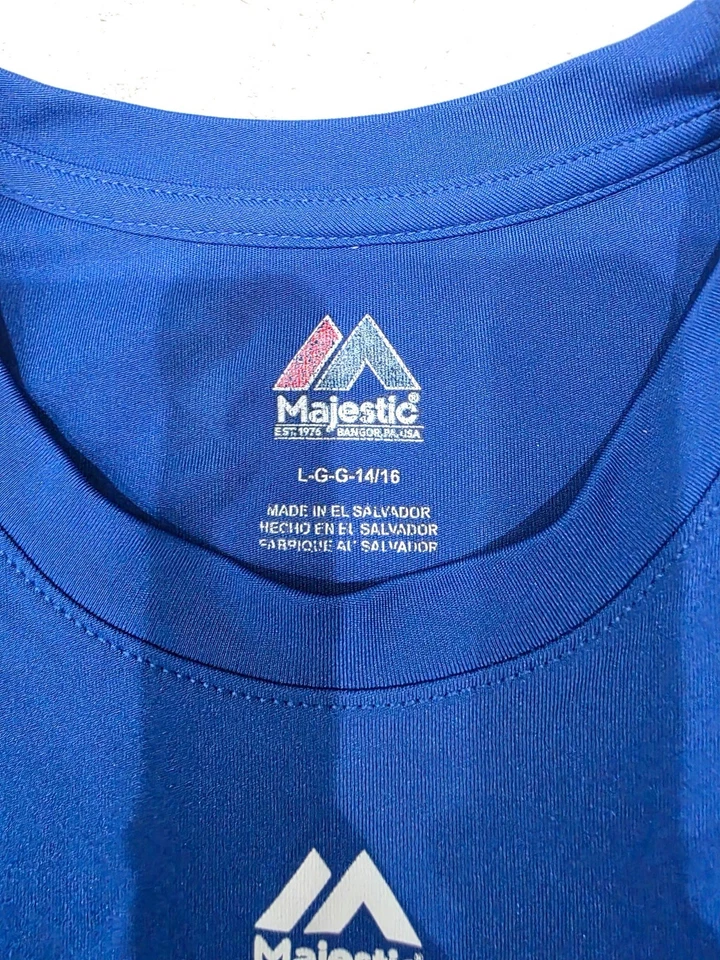 Majestic®
EST. 1976 BANGOR, PA, USA
L-G-G-14/16
MADE IN EL SALVADOR
HECHO EN EL SALVADOR
FABRIQUE AU SALVADOR
Majestic